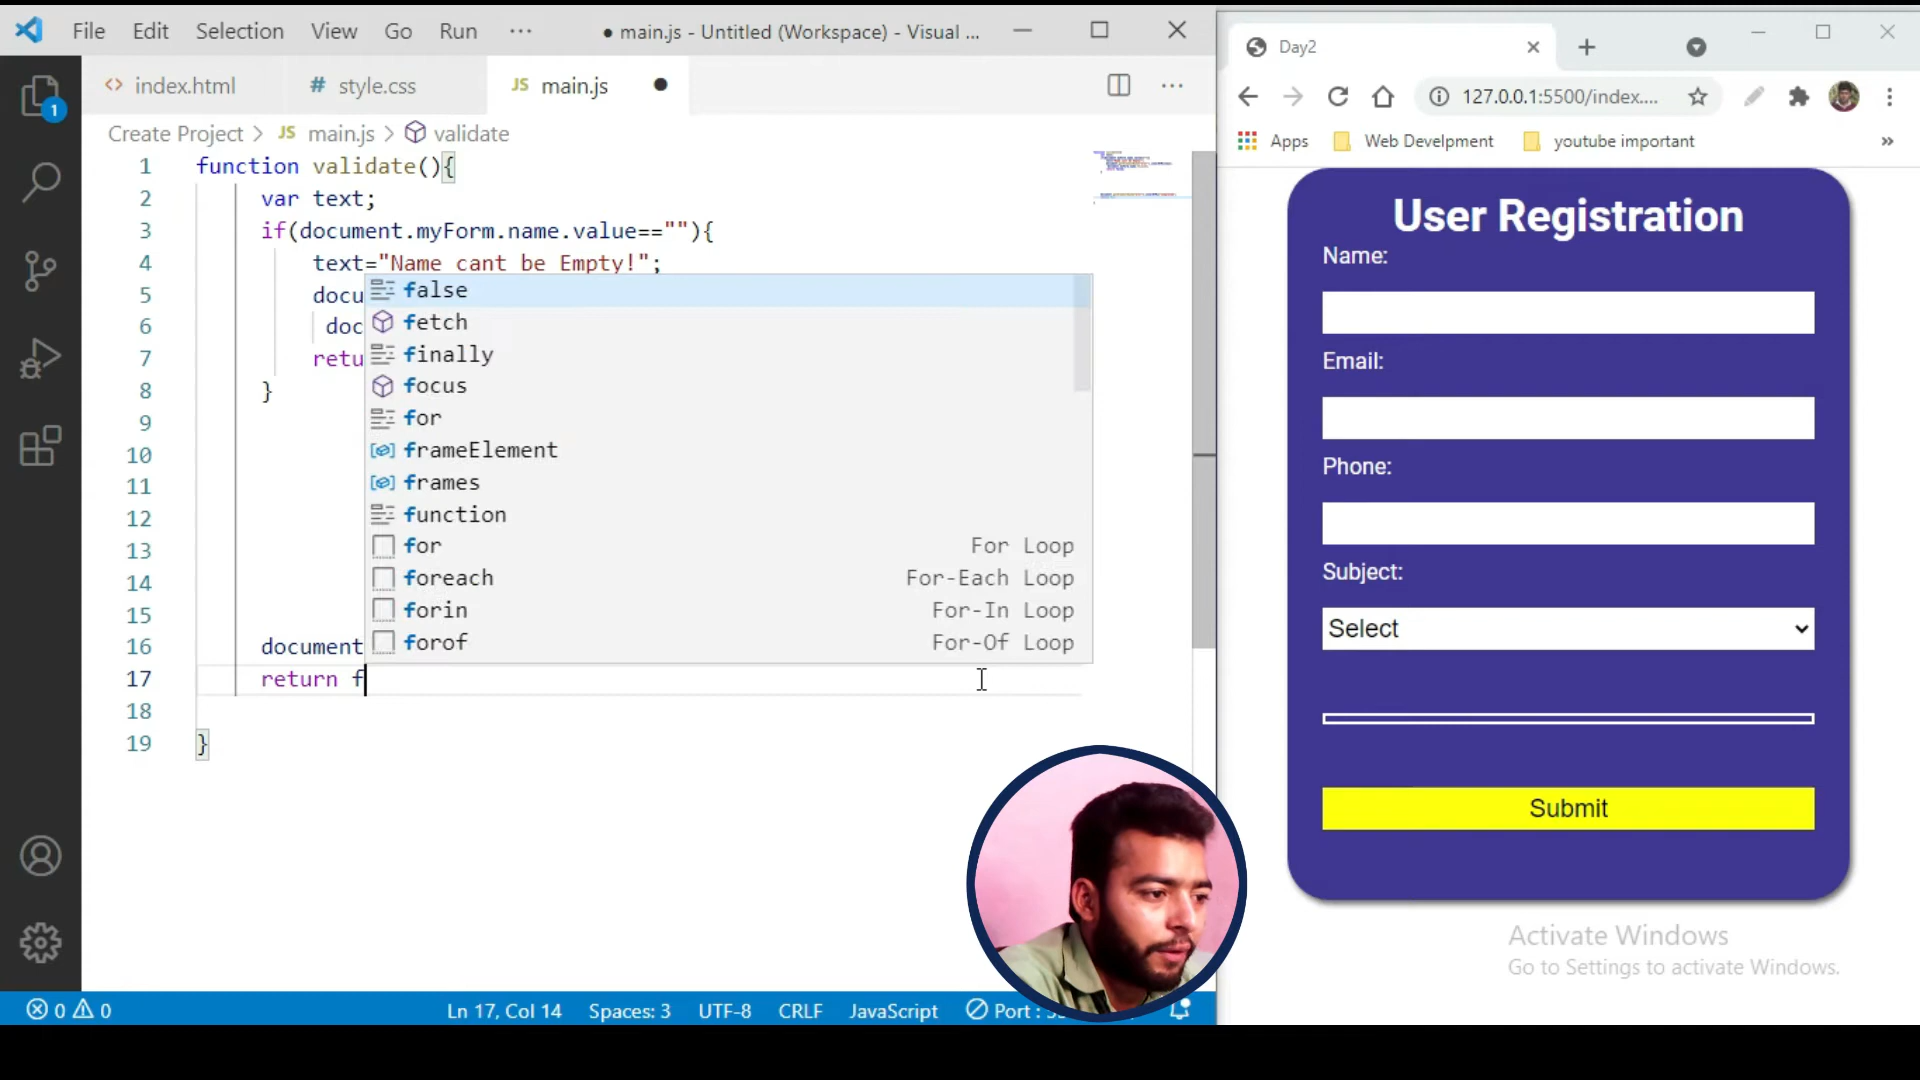 File Edit Selection View Go Run ··· ● main.js - Untitled (Workspace) - Visual ...
<> index.html # style.css JS main.js ●
Create Project > JS main.js > validate
1 function validate(){
2 var text;
3 if(document.myForm.name.value==""){
4 text="Name cant be Empty!";
5 docu
6 doc
7 retu
8 }
9
10
11
12
13
14
15
16 document
17 return f
18
19 }
false
fetch
finally
focus
for
frameElement
frames
function
for For Loop
foreach For-Each Loop
forin For-In Loop
forof For-Of Loop
1
0 0 Ln 17, Col 14 Spaces: 3 UTF-8 CRLF JavaScript Port :
Day2
127.0.0.1:5500/index....
Apps Web Develpment youtube important »
User Registration
Name:
Email:
Phone:
Subject:
Select
Submit
Activate Windows
Go to Settings to activate Windows.